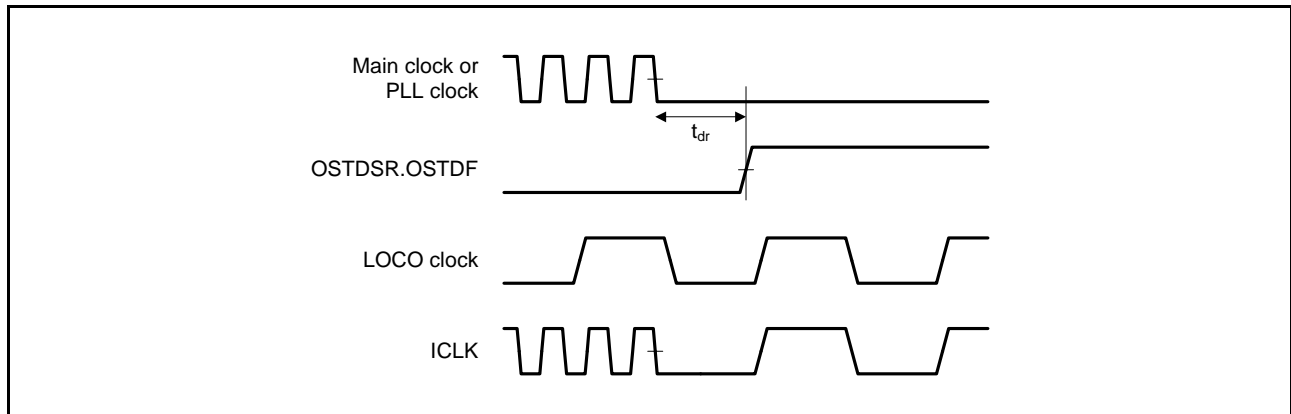 Main clock or
PLL clock
tdr
OSTDSR.OSTDF
LOCO clock
ICLK